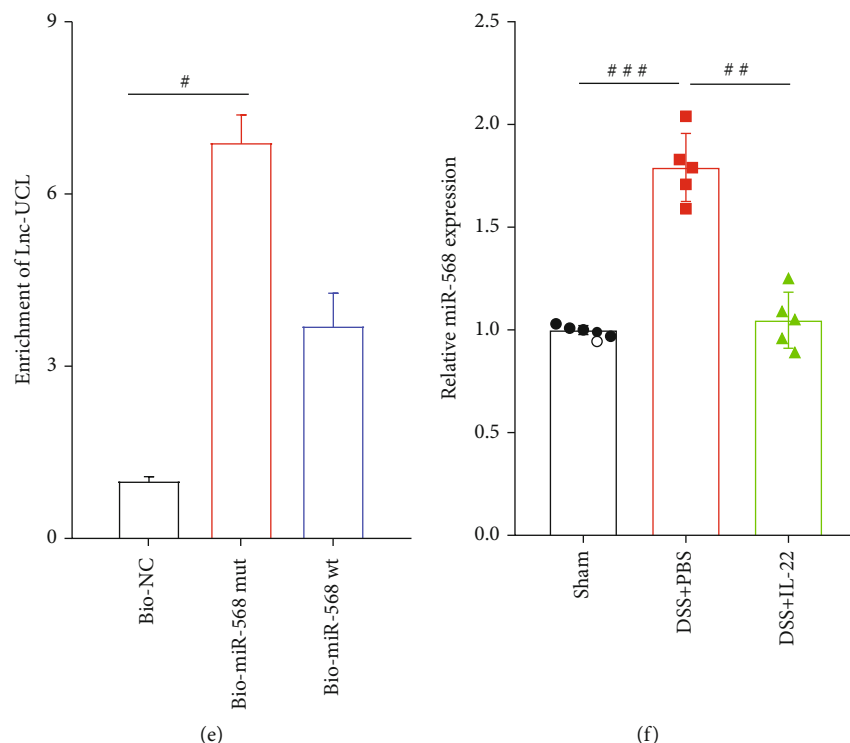 9
6
3
0
Enrichment of Lnc-UCL
#
Bio-NC
Bio-miR-568 mut
Bio-miR-568 wt
(e)
2.5
2.0
1.5
1.0
0.5
0.0
Relative miR-568 expression
# # #
# #
Sham
DSS+PBS
DSS+IL-22
(f)